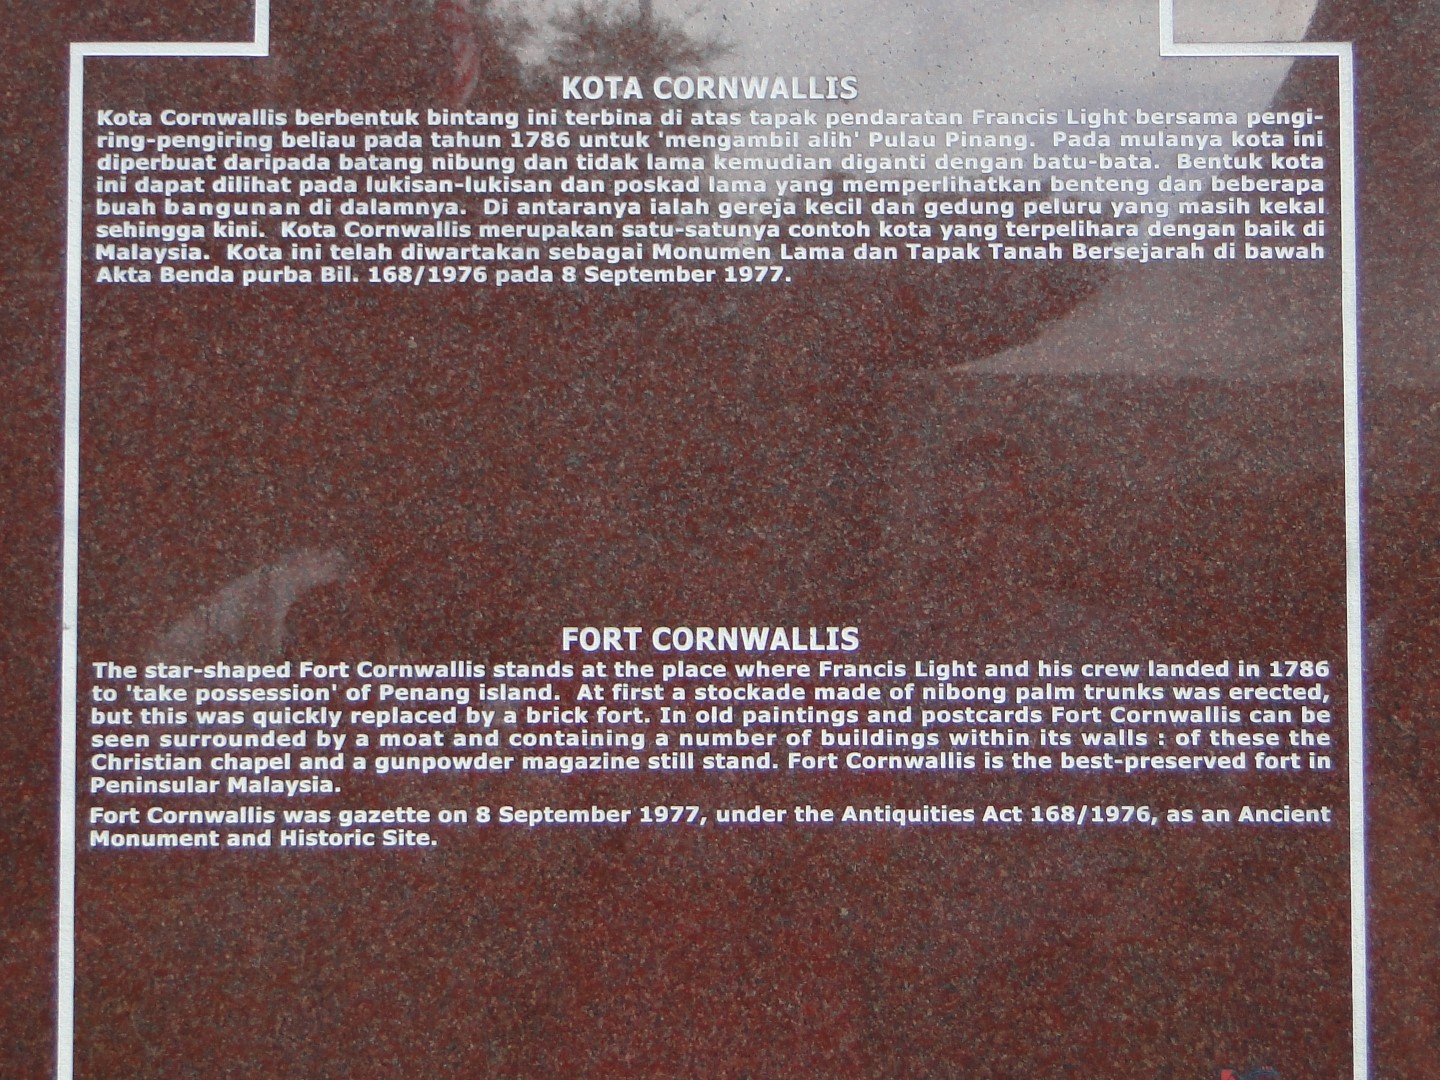 KOTA CORNWALLIS
Kota Cornwallis berbentuk bintang ini terbina di atas tapak pendaratan Francis Light bersama pengi-
ring-pengiring beliau pada tahun 1786 untuk 'mengambil alih' Pulau Pinang. Pada mulanya kota ini
diperbuat daripada batang nibung dan tidak lama kemudian diganti dengan batu-bata. Bentuk kota
ini dapat dilihat pada lukisan-lukisan dan poskad lama yang memperlihatkan benteng dan beberapa
buah bangunan di dalamnya. Di antaranya ialah gereja kecil dan gedung peluru yang masih kekal
sehingga kini. Kota Cornwallis merupakan satu-satunya contoh kota yang terpelihara dengan baik di
Malaysia. Kota ini telah diwartakan sebagai Monumen Lama dan Tapak Tanah Bersejarah di bawah
Akta Benda purba Bil. 168/1976 pada 8 September 1977.
FORT CORNWALLIS
The star-shaped Fort Cornwallis stands at the place where Francis Light and his crew landed in 1786
to 'take possession' of Penang island. At first a stockade made of nibong palm trunks was erected,
but this was quickly replaced by a brick fort. In old paintings and postcards Fort Cornwallis can be
seen surrounded by a moat and containing a number of buildings within its walls : of these the
Christian chapel and a gunpowder magazine still stand. Fort Cornwallis is the best-preserved fort in
Peninsular Malaysia.
Fort Cornwallis was gazette on 8 September 1977, under the Antiquities Act 168/1976, as an Ancient
Monument and Historic Site.